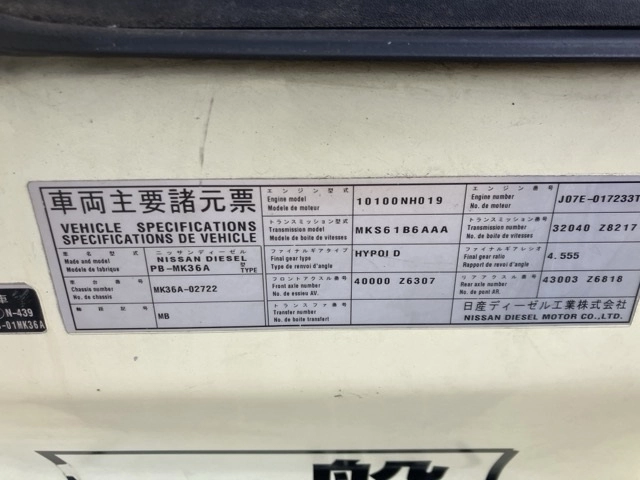 車両主要諸元票
VEHICLE SPECIFICATIONS
SPECIFICATIONS DE VEHICLE
車名型式 ニッサンディーゼル
Made and model NISSAN DIESEL 型式
Modele du fabrique PB-MK36A TYPE
車台番号
Chassis number MK36A-02722
No. de chassis
MB
エンジン型式
Engine model 10100NH019
Modele de moteur
トランスミッション型式
Transmission model MKS61B6AAA
Modele de boite de vitesses
ファイナルギアタイプ
Final gear type HYPOID
Type de renvoi d'angle
フロントアクスル番号
Front axle number 40000 Z6307
No. de essieu AV.
トランスファ番号
Transfer number
No. de boite transfert
エンジン番号
Engine number J07E-017233T
No. de moteur
トランスミッション番号
Transmission number 32040 Z8217
No. de boite de vitesses
ファイナルギアレシオ
Final gear ratio 4.555
Rapport de renvoi d'angle
リアアクスル番号
Rear axle number 43003 Z6818
No. de pont AR.
日産ディーゼル工業株式会社
NISSAN DIESEL MOTOR CO.,LTD.
車
N-439
-01MK36A